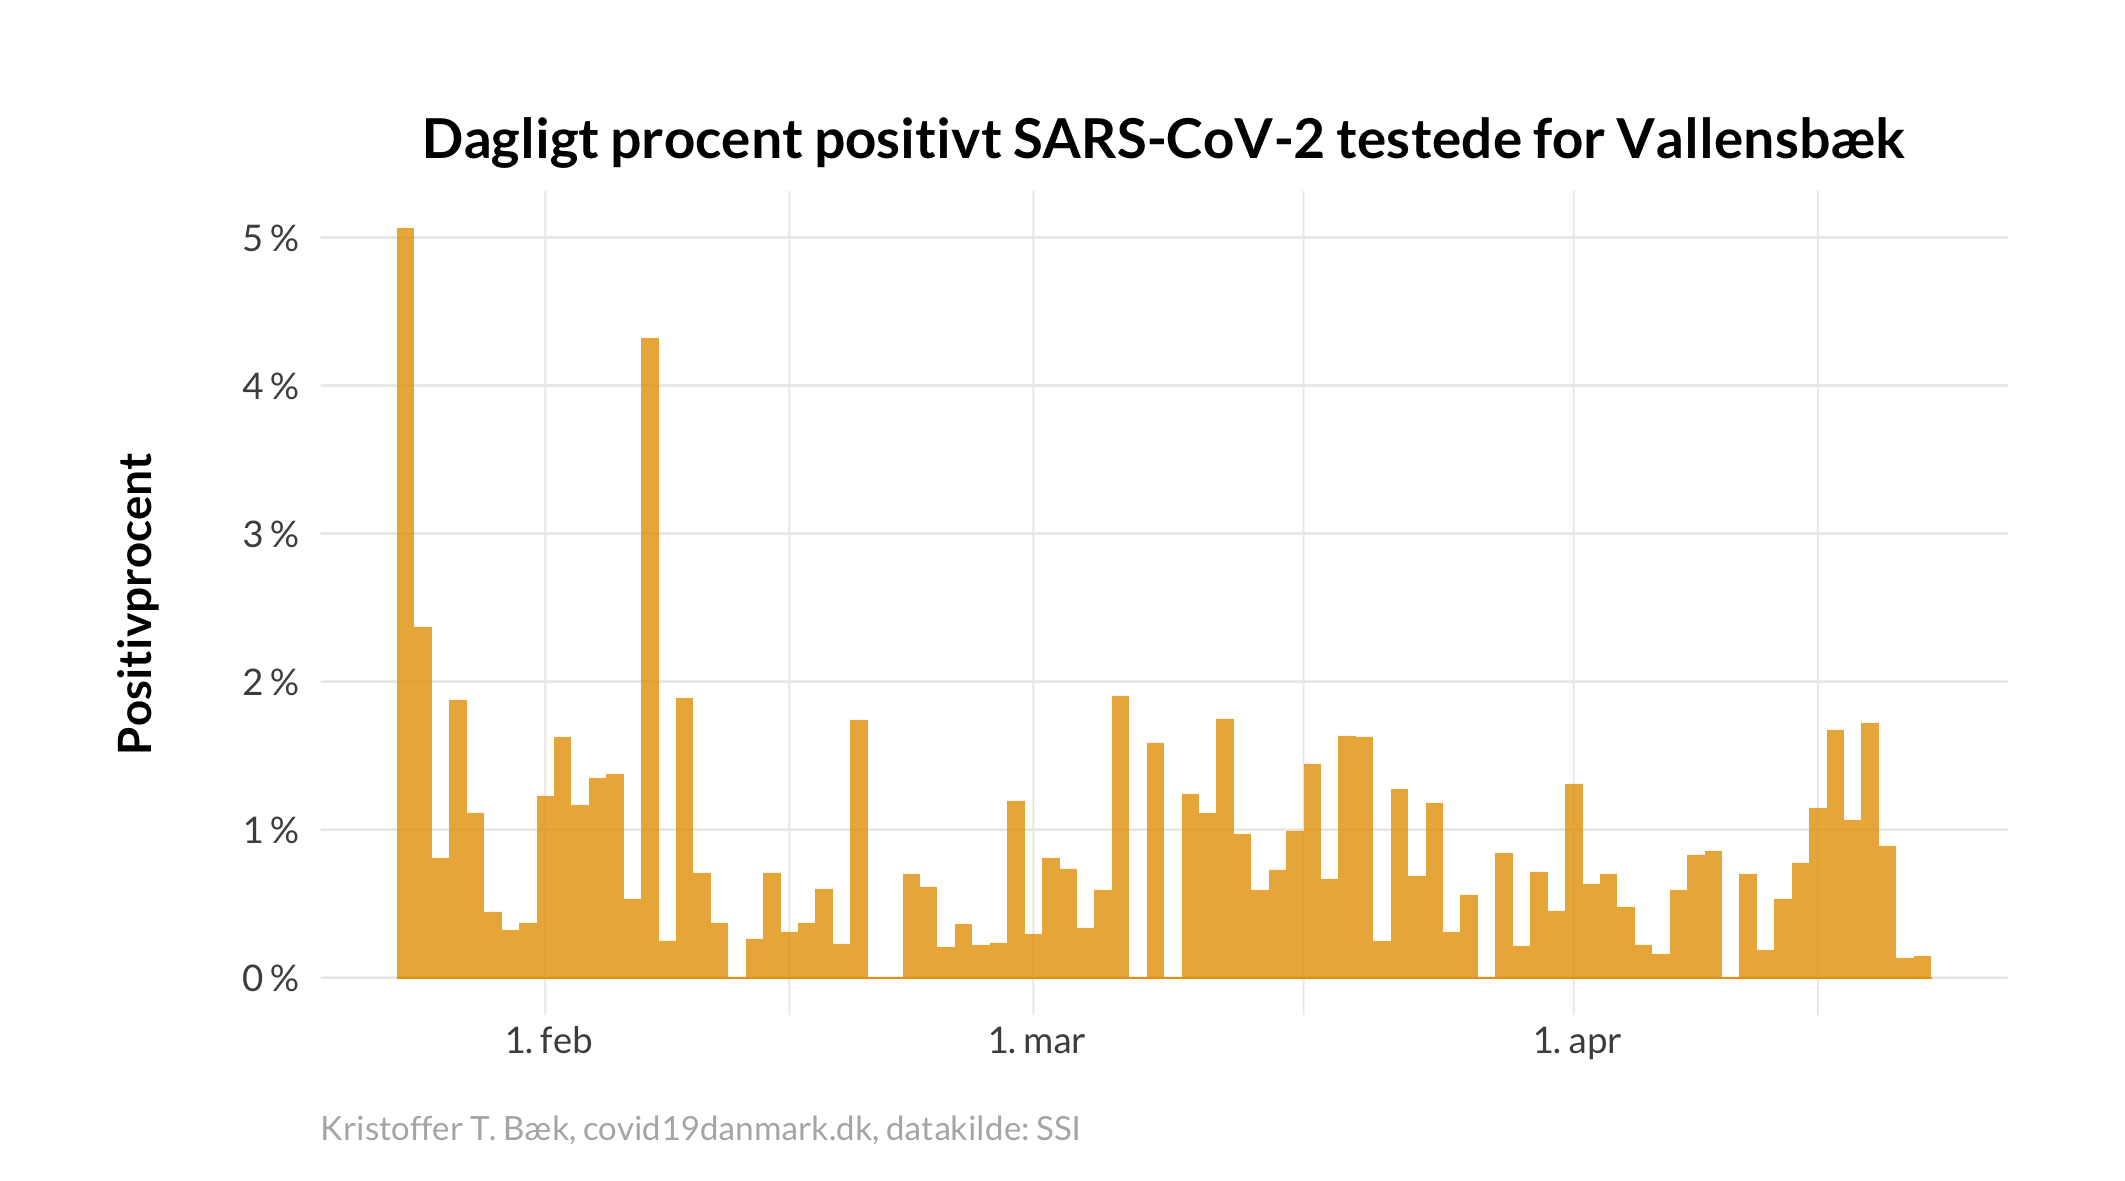 Dagligt procent positivt SARS-CoV-2 testede for Vallensbæk
Positivprocent
5 %
4 %
3 %
2 %
1 %
0 %
1. feb
1. mar
1. apr
Kristoffer T. Bæk, covid19danmark.dk, datakilde: SSI